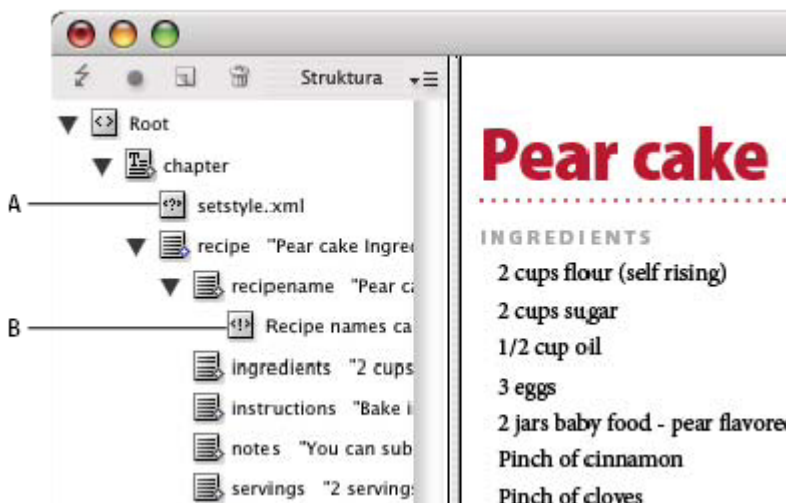 Struktura
Root
chapter
A
setstyle.:xml
recipe "Pear cake Ingre
recipename "Pear c
B
Recipe names ca
ingredients "2 cups
instructions "Bake i
notes "You can sub
servings "2 serving
Pear cake
INGREDIENTS
2 cups flour (self rising)
2 cups sugar
1/2 cup oil
3 eggs
2 jars baby food - pear flavore
Pinch of cinnamon
Pinch of cloves